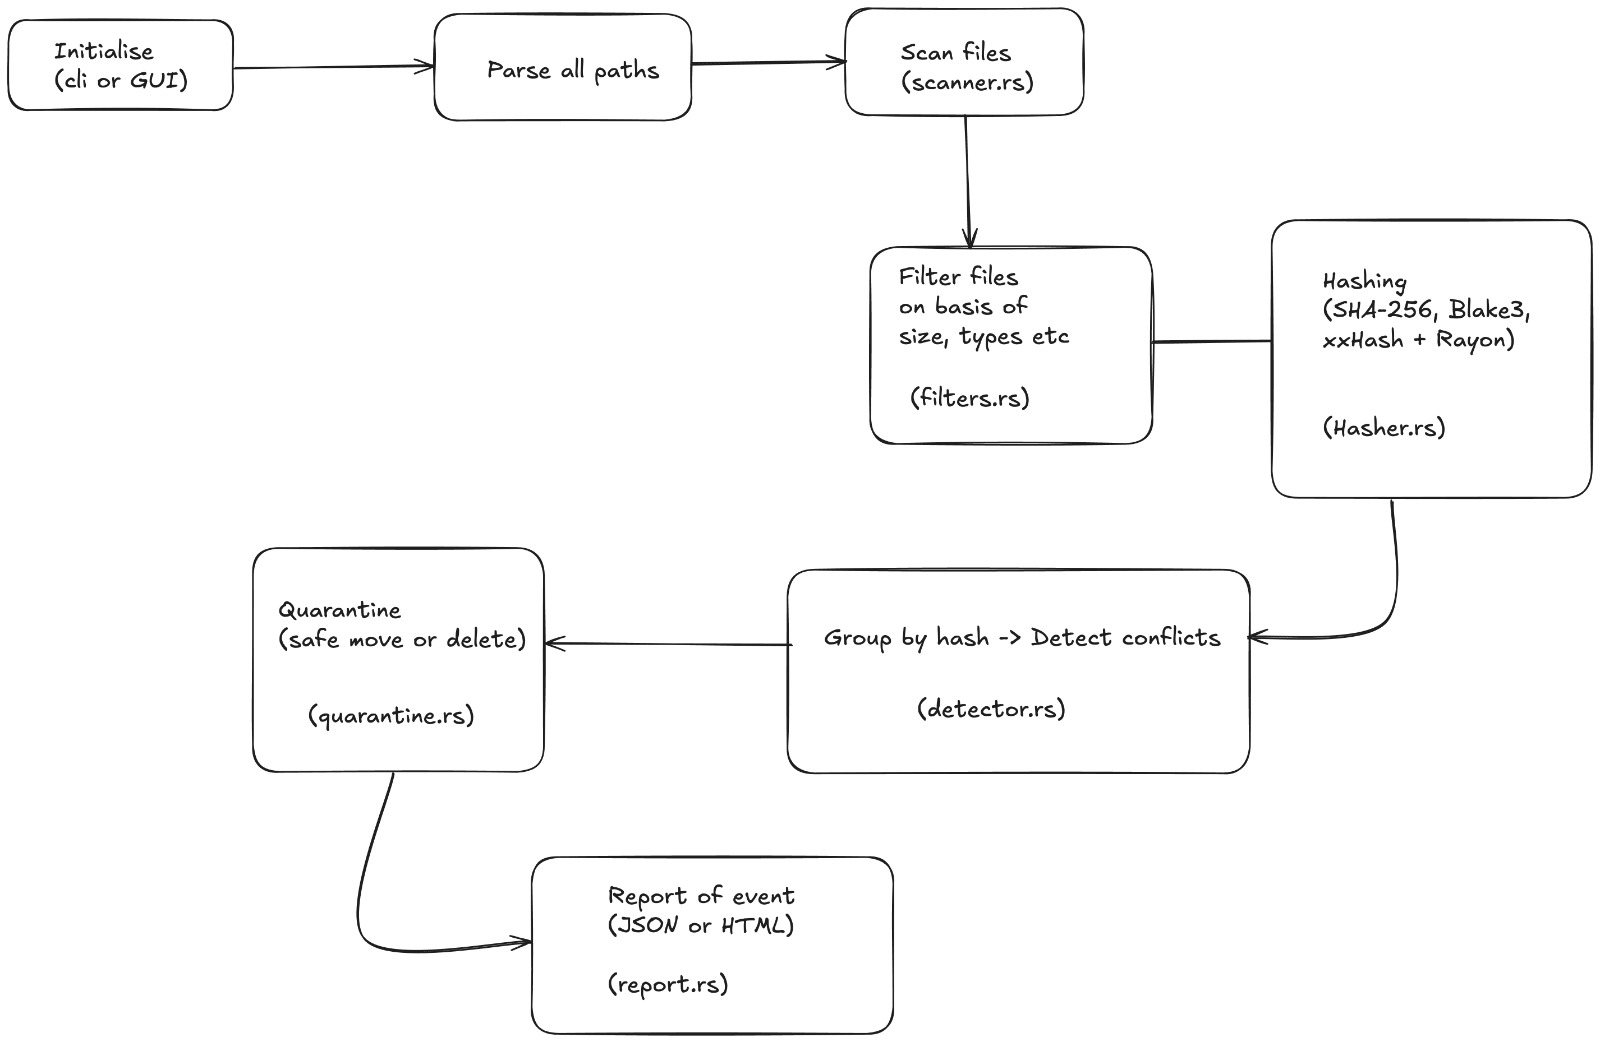 Initialise
(cli or GUI)
Parse all paths
Scan files
(scanner.rs)
Filter files
on basis of
size, types etc
(filters.rs)
Hashing
(SHA-256, Blake3,
xxHash + Rayon)
(Hasher.rs)
Group by hash -> Detect conflicts
(detector.rs)
Quarantine
(safe move or delete)
(quarantine.rs)
Report of event
(JSON or HTML)
(report.rs)